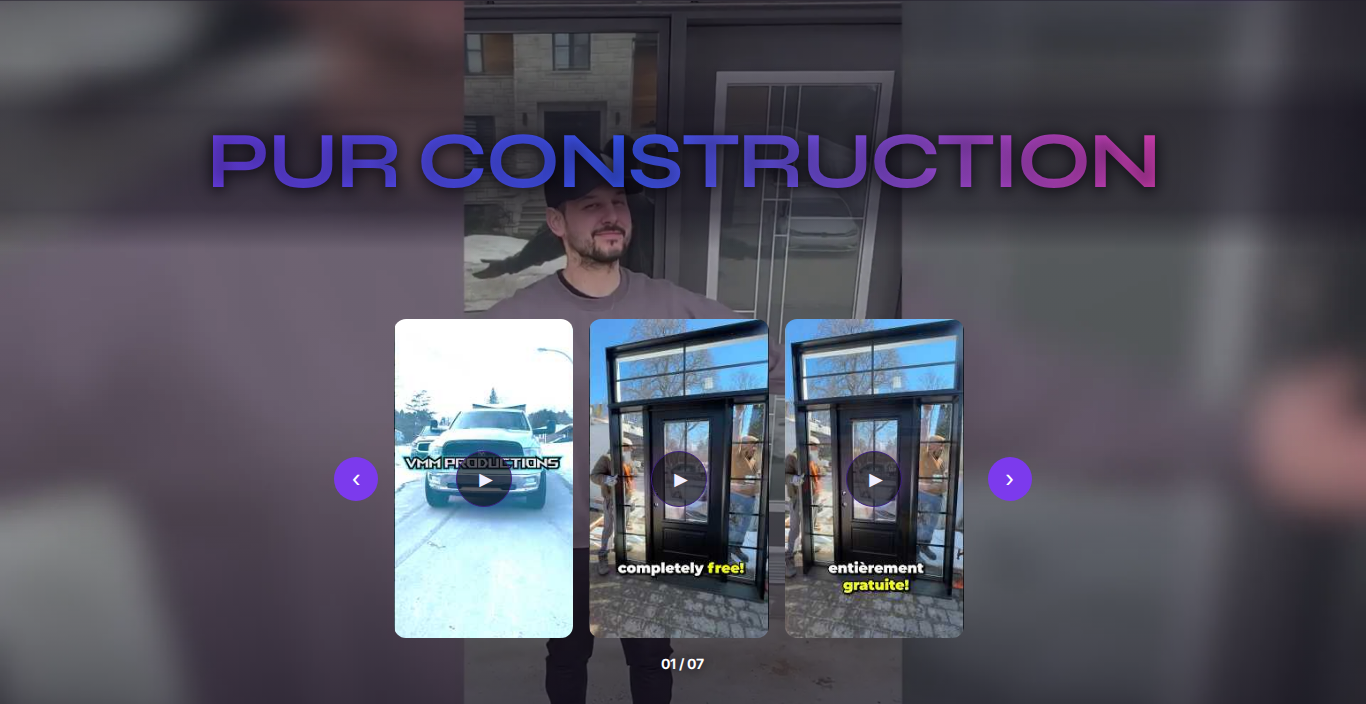 PUR CONSTRUCTION
VMM PRODUCTIONS
completely free!
entièrement
gratuite!
01 / 07